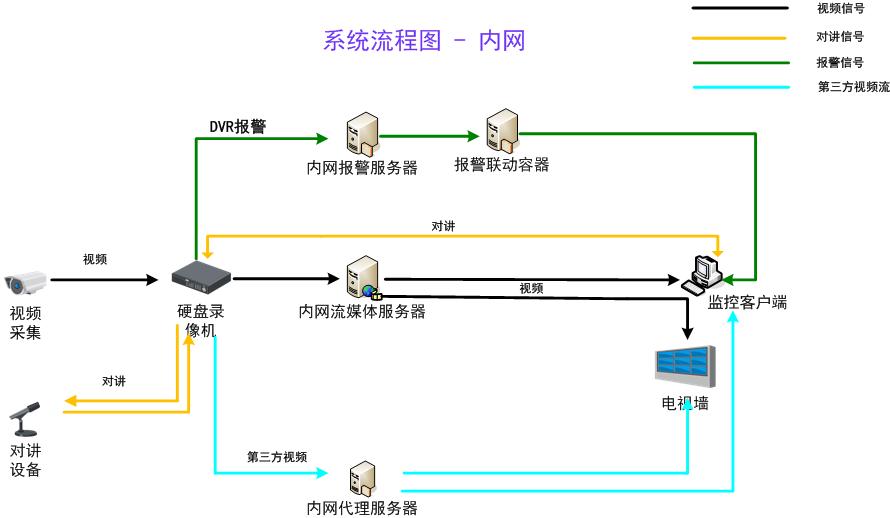 视频信号
系统流程图 - 内网
对讲信号
报警信号
第三方视频流
DVR报警
内网报警服务器
报警联动容器
对讲
视频
视频
视频
采集
硬盘录
像机
内网流媒体服务器
监控客户端
对讲
电视墙
对讲
设备
第三方视频
内网代理服务器